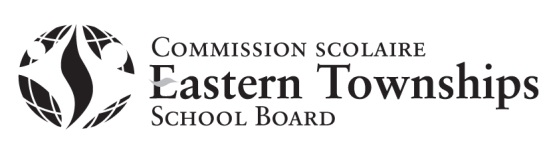 COMMISSION SCOLAIRE
Eastern Townships
SCHOOL BOARD